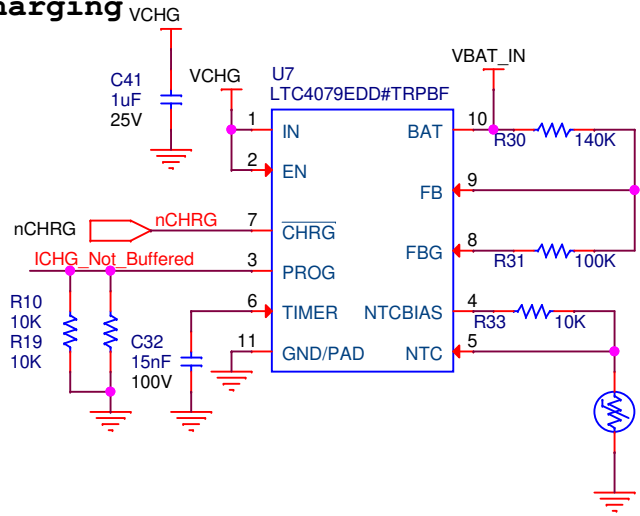 harging
VCHG
C41
1uF
25V
VCHG
U7
LTC4079EDD#TRPBF
VBAT_IN
1
IN
BAT
10
R30
140K
2
EN
FB
9
nCHRG
nCHRG
7
CHRG
FBG
8
R31
100K
ICHG_Not_Buffered
3
PROG
R10
10K
R19
10K
C32
15nF
100V
6
TIMER
NTCBIAS
4
R33
10K
11
GND/PAD
NTC
5